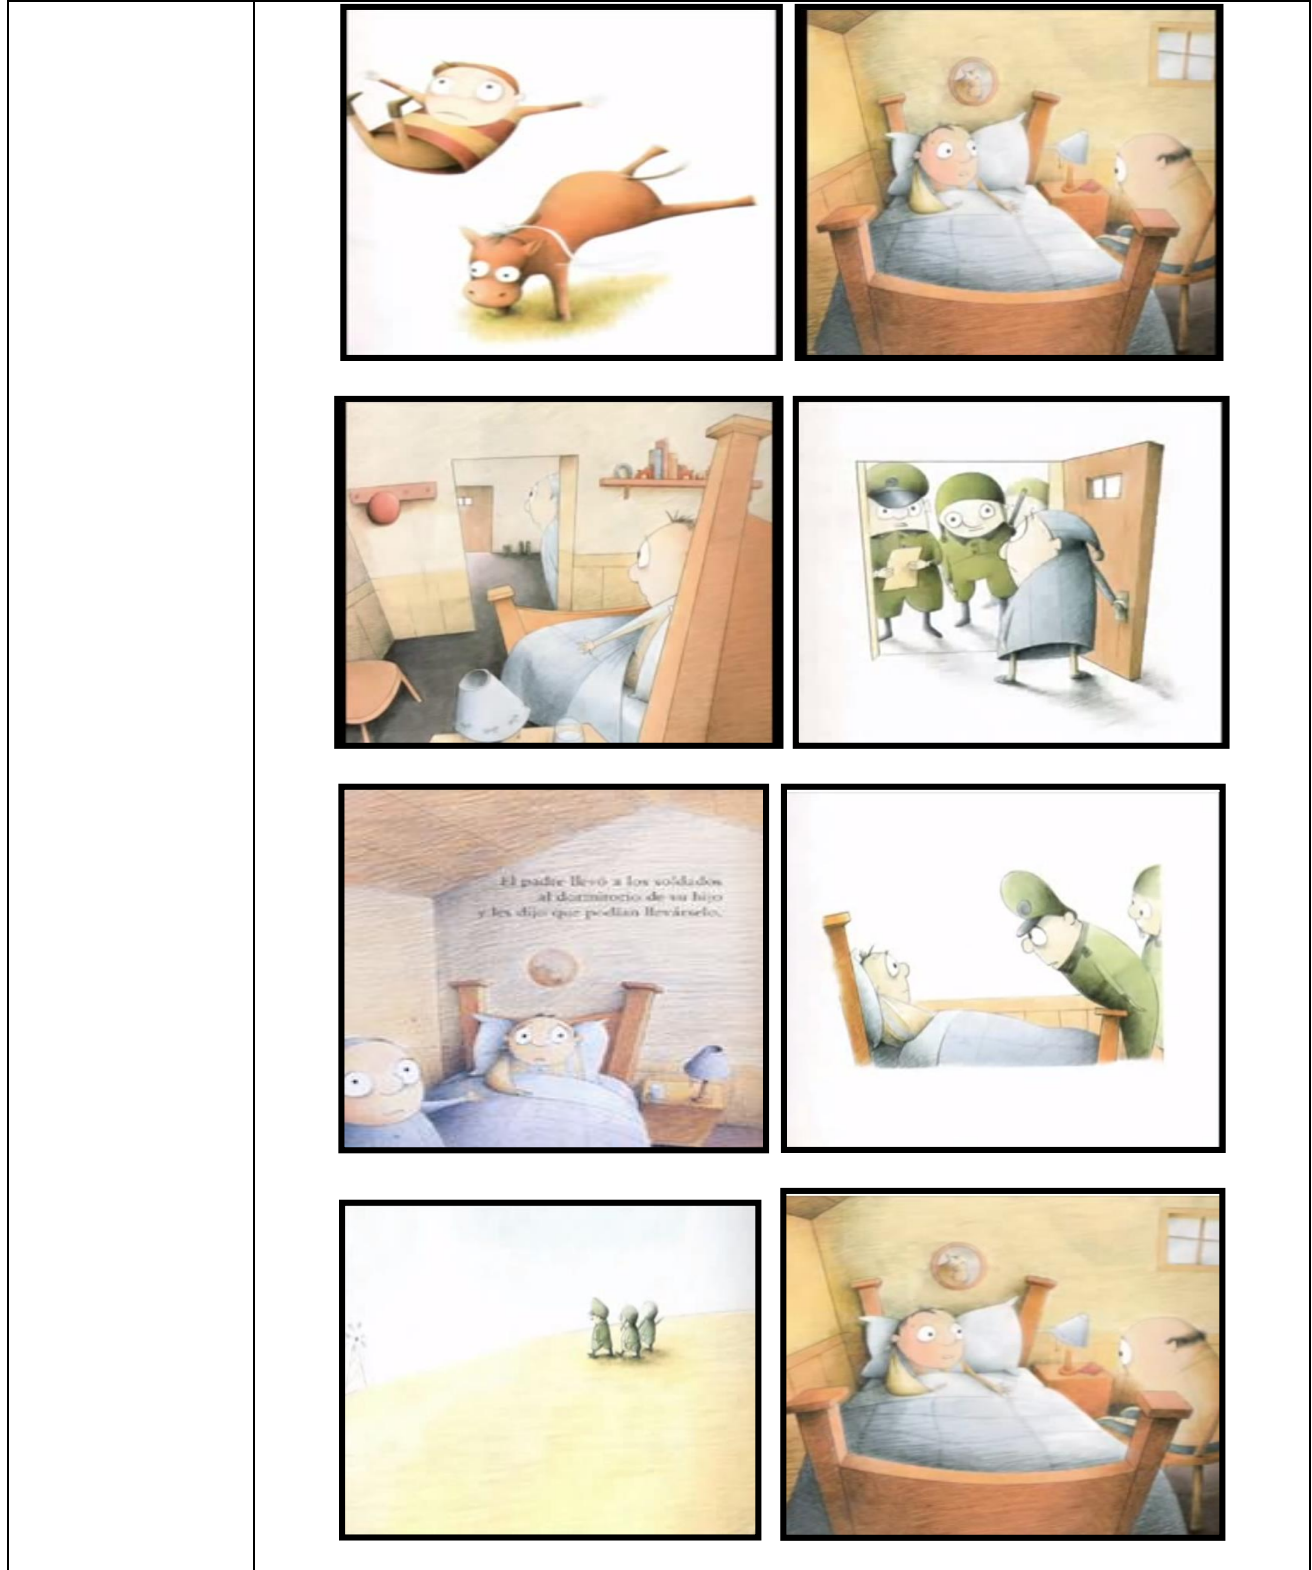 El padre llevó a los soldados
al dormitorio de su hijo
y les dijo que podían llevárselo.